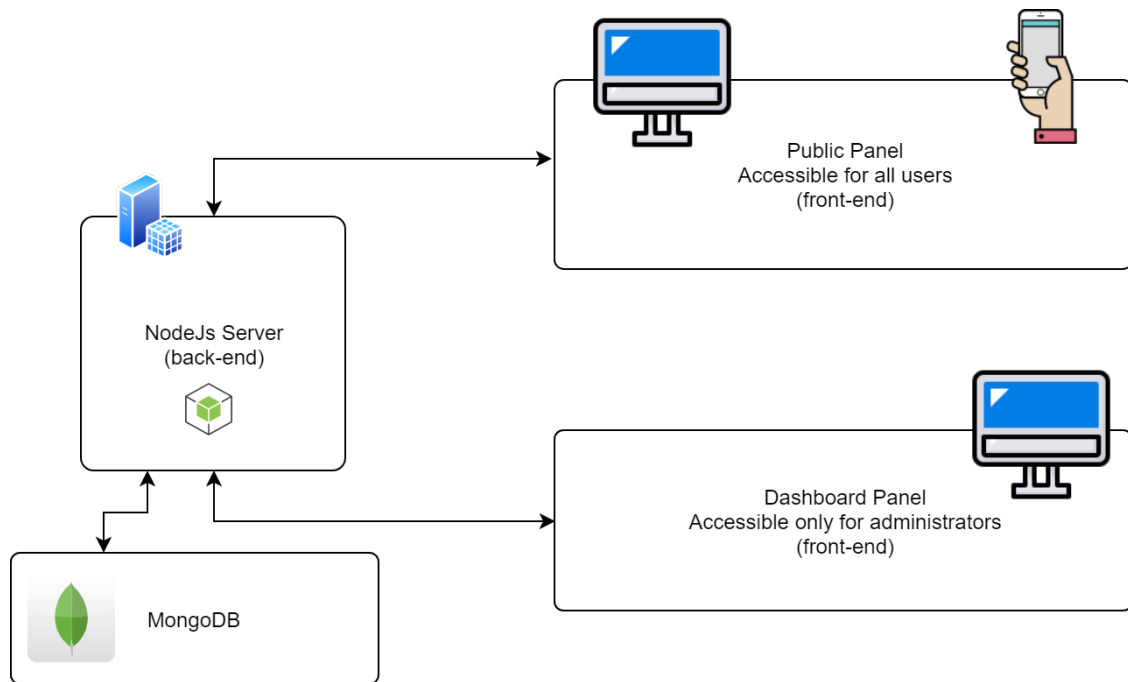 Public Panel
Accessible for all users
(front-end)
NodeJs Server
(back-end)
Dashboard Panel
Accessible only for administrators
(front-end)
MongoDB